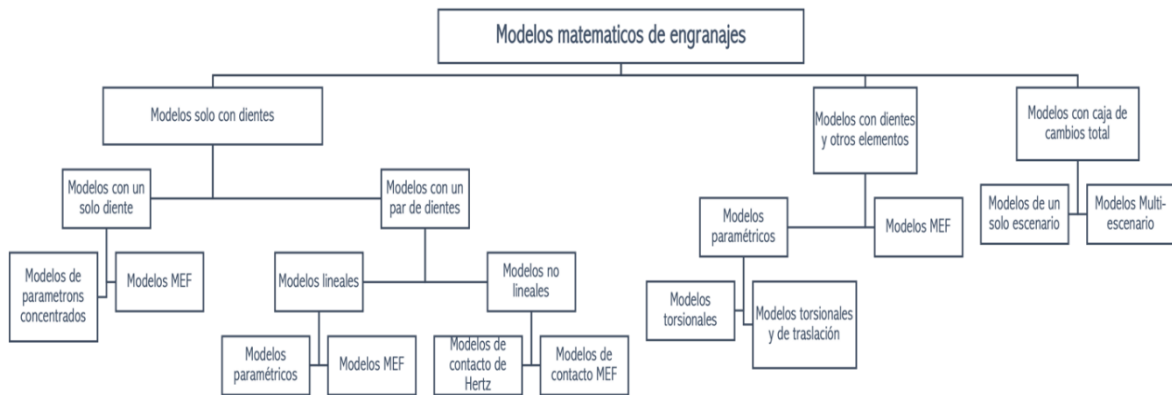 Modelos matematicos de engranajes
Modelos solo con dientes
Modelos con dientes
y otros elementos
Modelos con caja de
cambios total
Modelos con un
solo diente
Modelos con un
par de dientes
Modelos
paramétricos
Modelos MEF
Modelos de un
solo escenario
Modelos Multi-
escenario
Modelos de
parametrons
concentrados
Modelos MEF
Modelos lineales
Modelos no
lineales
Modelos
torsionales
Modelos torsionales
y de traslación
Modelos
paramétricos
Modelos MEF
Modelos de
contacto de
Hertz
Modelos de
contacto MEF